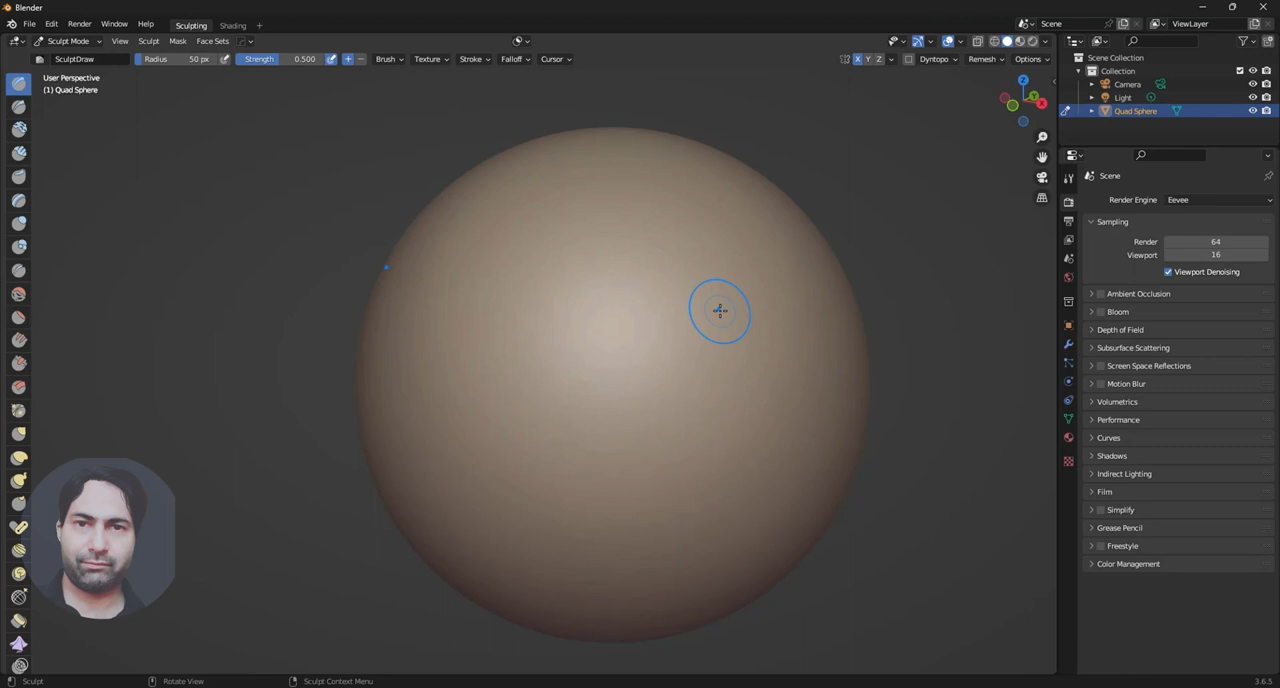 Blender
File Edit Render Window Help Sculpting Shading + Scene ViewLayer
Sculpt Mode View Sculpt Mask Face Sets
SculptDraw Radius 50 px Strength 0.500 + - Brush Texture Stroke Falloff Cursor X Y Z Dyntopo Remesh Options
User Perspective
(1) Quad Sphere
Z
Y
X
Scene Collection
Collection
Camera
Light
Quad Sphere
Scene
Render Engine Eevee
Sampling
Render 64
Viewport 16
Viewport Denoising
Ambient Occlusion
Bloom
Depth of Field
Subsurface Scattering
Screen Space Reflections
Motion Blur
Volumetrics
Performance
Curves
Shadows
Indirect Lighting
Film
Simplify
Grease Pencil
Freestyle
Color Management
Sculpt Rotate View Sculpt Context Menu 3.6.5